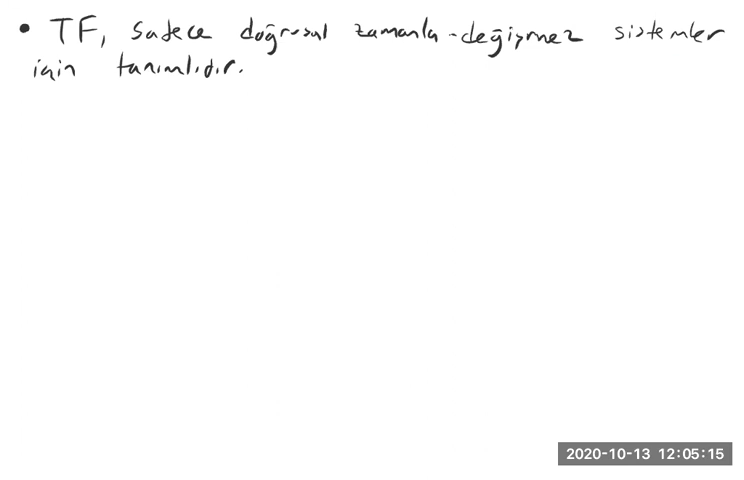 • TF, sadece doğrusal zamanla-değişmez sistemler
için tanımlıdır.
2020-10-13 12:05:15